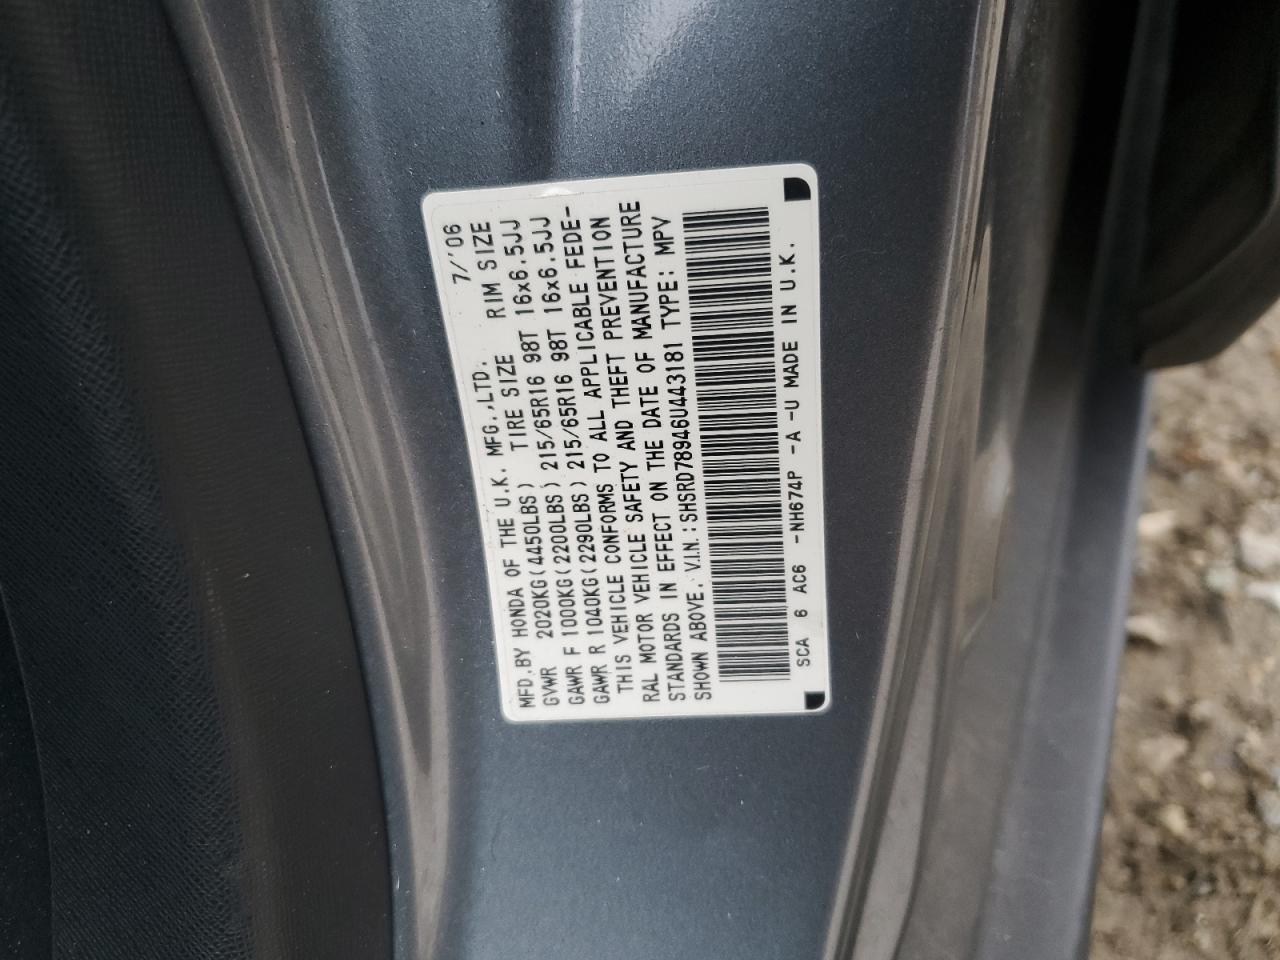 MFD.BY HONDA OF THE U.K. MFG.,LTD. 7/'06
GVWR 2020KG(4450LBS) TIRE SIZE RIM SIZE
GAWR F 1000KG(2200LBS) 215/65R16 98T 16x6.5JJ
GAWR R 1040KG(2290LBS) 215/65R16 98T 16x6.5JJ
THIS VEHICLE CONFORMS TO ALL APPLICABLE FEDE-
RAL MOTOR VEHICLE SAFETY AND THEFT PREVENTION
STANDARDS IN EFFECT ON THE DATE OF MANUFACTURE
SHOWN ABOVE. V.I.N.:SHSRD78946U443181 TYPE: MPV
SCA 6 AC6 -NH674P -A -U MADE IN U.K.